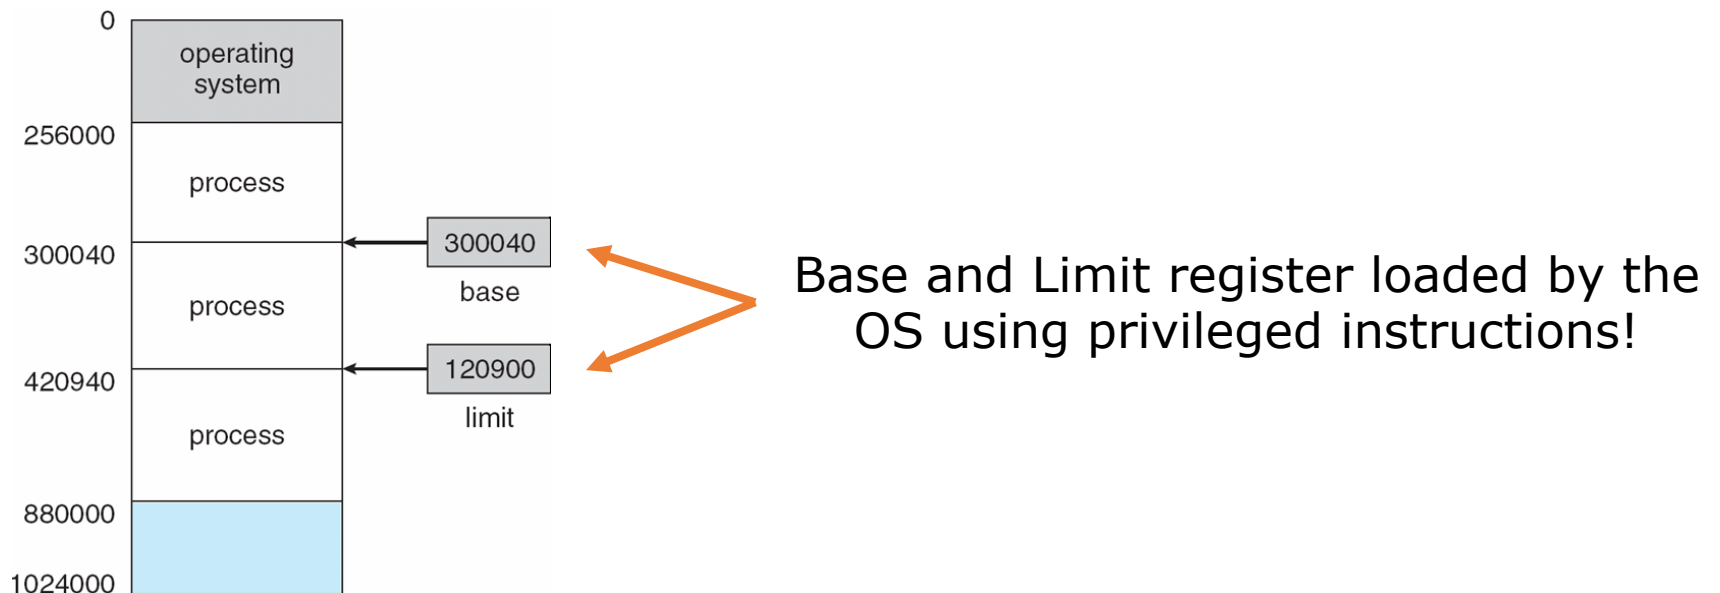 0
operating
system
256000
process
300040
300040
base
process
420940
120900
limit
process
880000
1024000
Base and Limit register loaded by the
OS using privileged instructions!